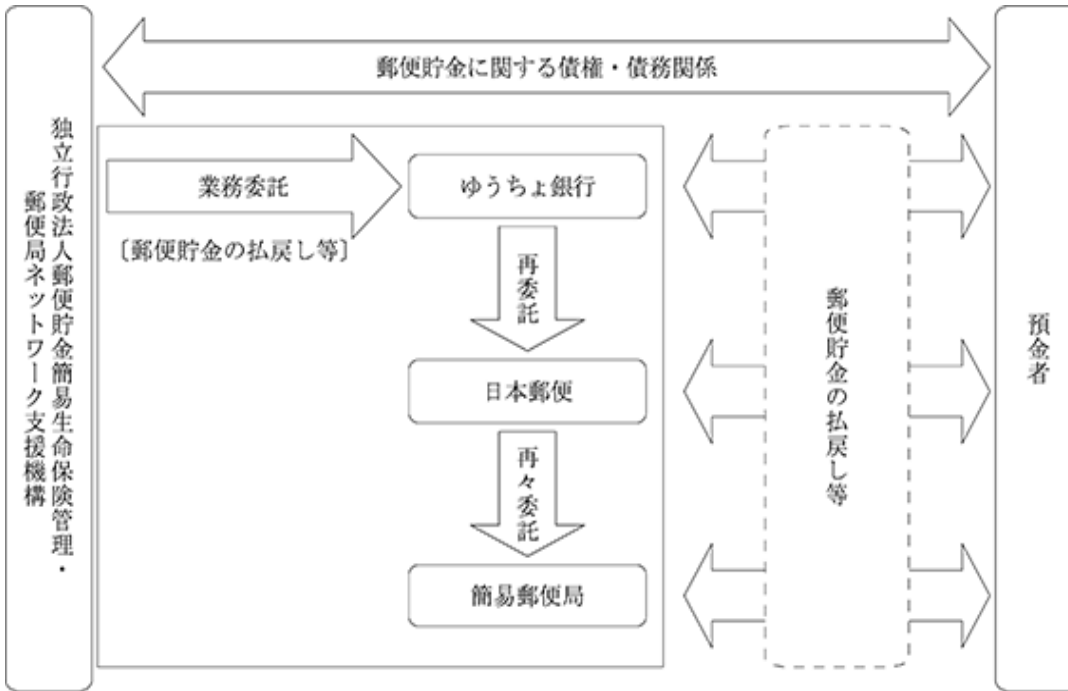 郵便貯金に関する債権・債務関係
独立行政法人郵便貯金簡易生命保険管理・
郵便局ネットワーク支援機構
業務委託
〔郵便貯金の払戻し等〕
ゆうちょ銀行
再委託
日本郵便
再々委託
簡易郵便局
郵便貯金の払戻し等
預金者